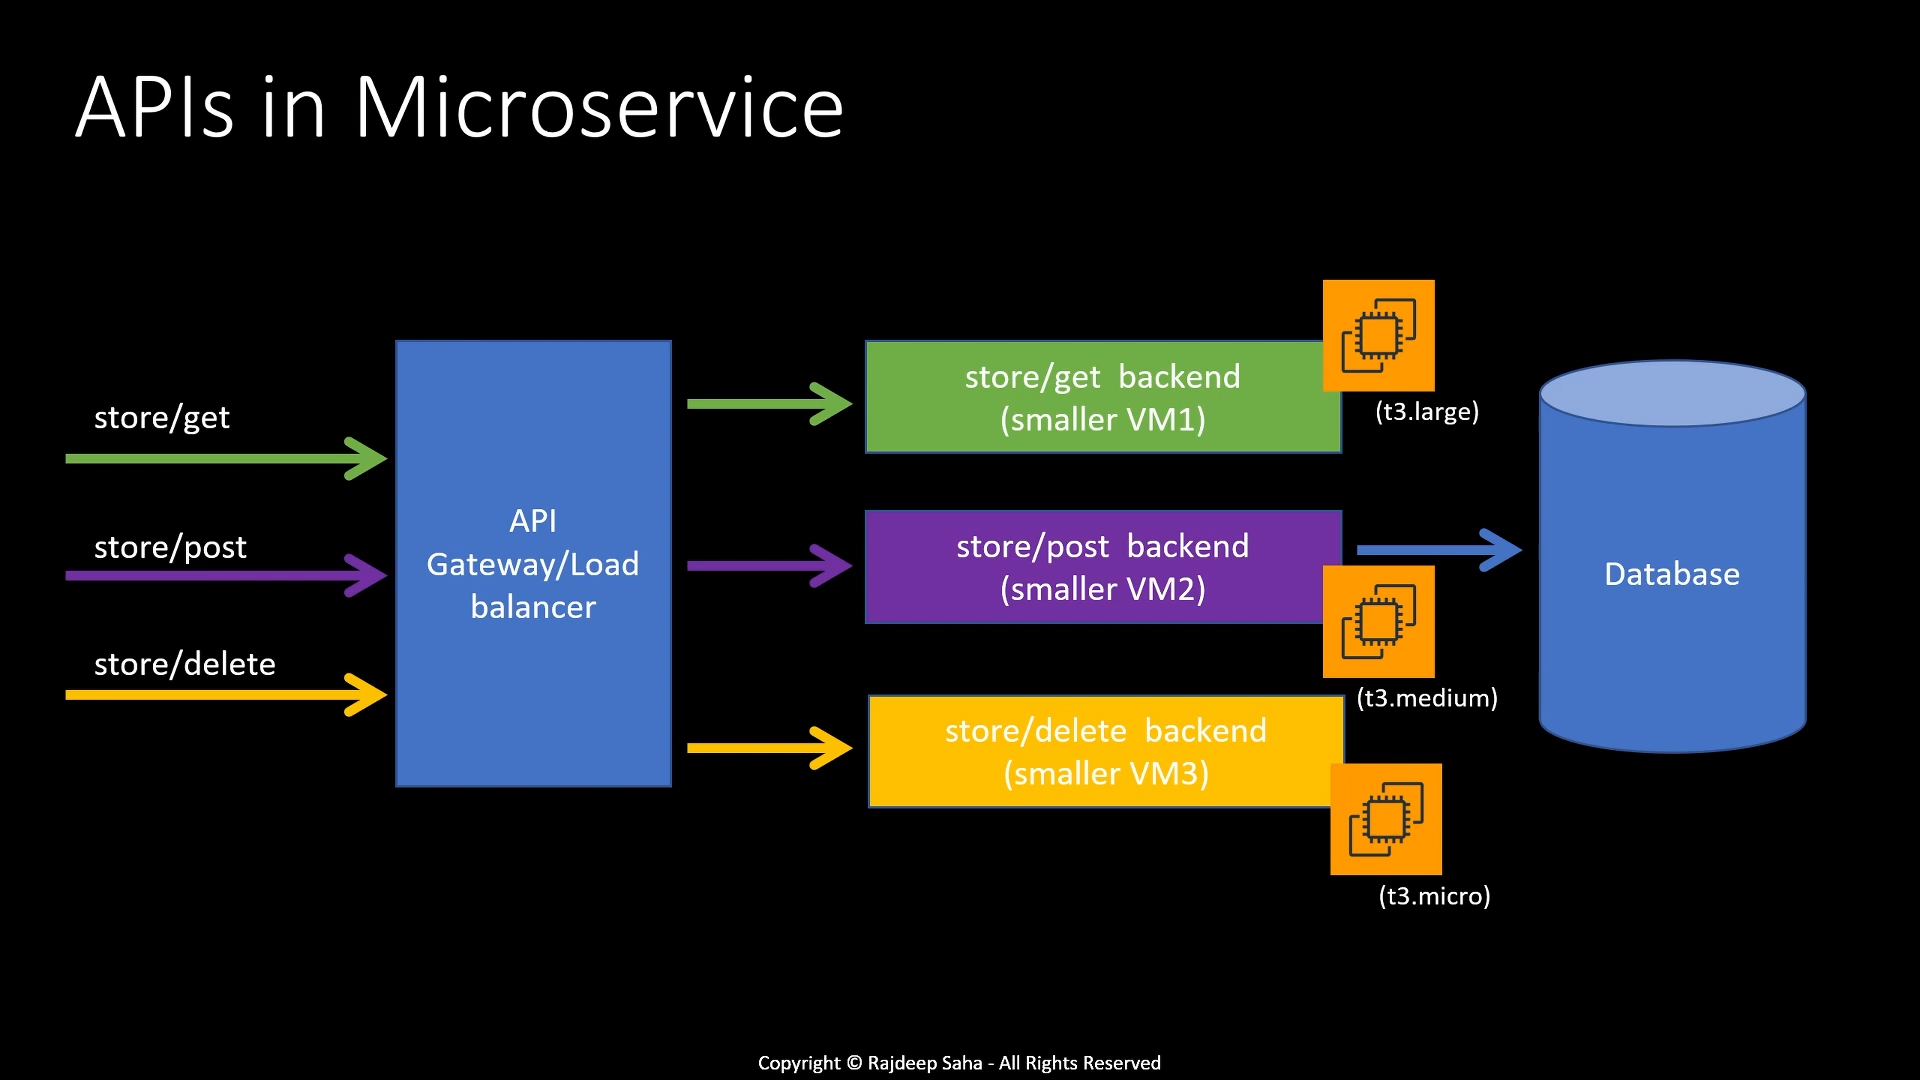 APIs in Microservice
store/get
store/post
store/delete
API
Gateway/Load
balancer
store/get backend
(smaller VM1)
(t3.large)
store/post backend
(smaller VM2)
(t3.medium)
store/delete backend
(smaller VM3)
(t3.micro)
Database
Copyright © Rajdeep Saha - All Rights Reserved